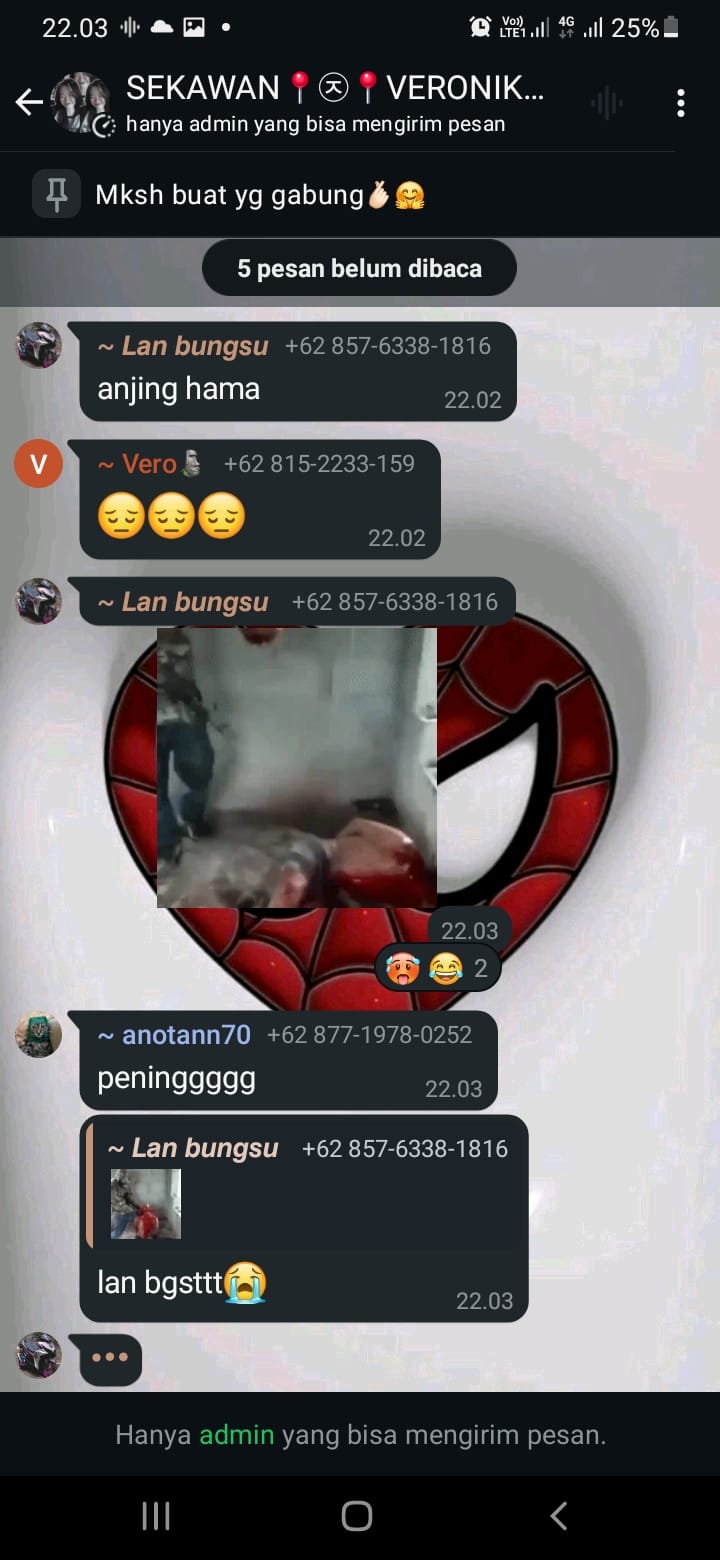 22.03
Vo)) LTE1 4G 25%
SEKAWAN📍㉨📍VERONIK...
hanya admin yang bisa mengirim pesan
Mksh buat yg gabung🫰🏻🤗
5 pesan belum dibaca
~ Lan bungsu +62 857-6338-1816
anjing hama
22.02
V
~ Vero🗿 +62 815-2233-159
😔😔😔
22.02
~ Lan bungsu +62 857-6338-1816
22.03
🥵 😂 2
~ anotann70 +62 877-1978-0252
peninggggg
22.03
~ Lan bungsu +62 857-6338-1816
lan bgsttt😭
22.03
Hanya admin yang bisa mengirim pesan.